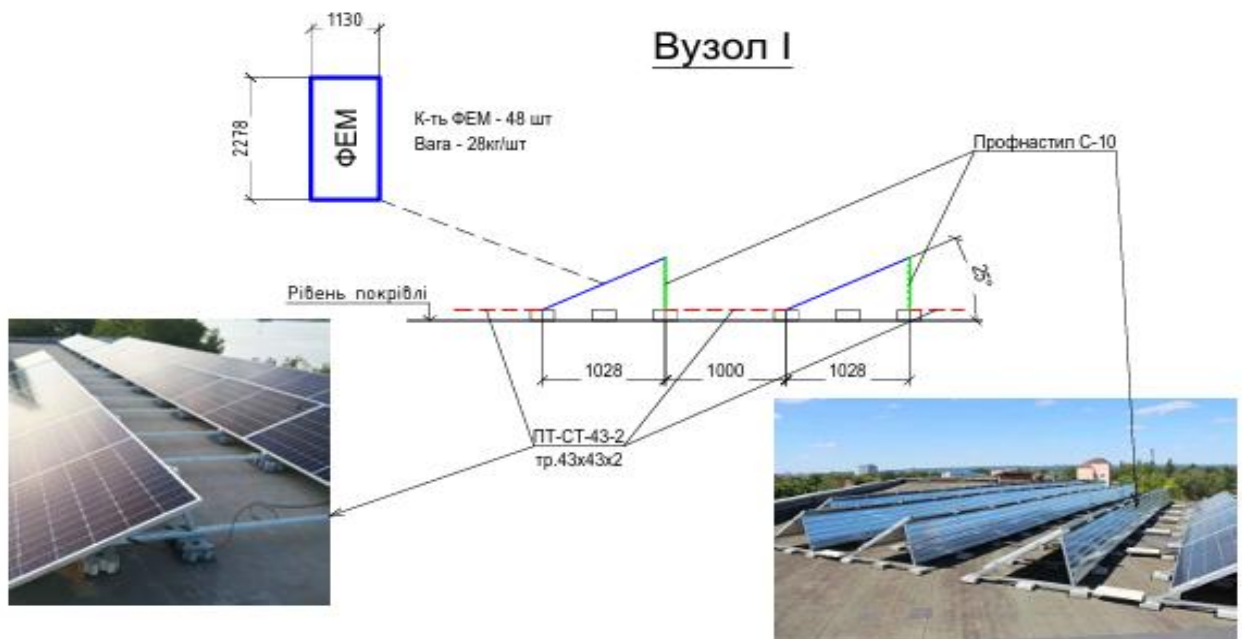 1130
Вузол I
2278
ФЕМ
К-ть ФЕМ - 48 шт
Вага - 28кг/шт
Профнастил С-10
25°
Рівень покрівлі
1028
1000
1028
ПТ-СТ-43-2
тр.43х43х2